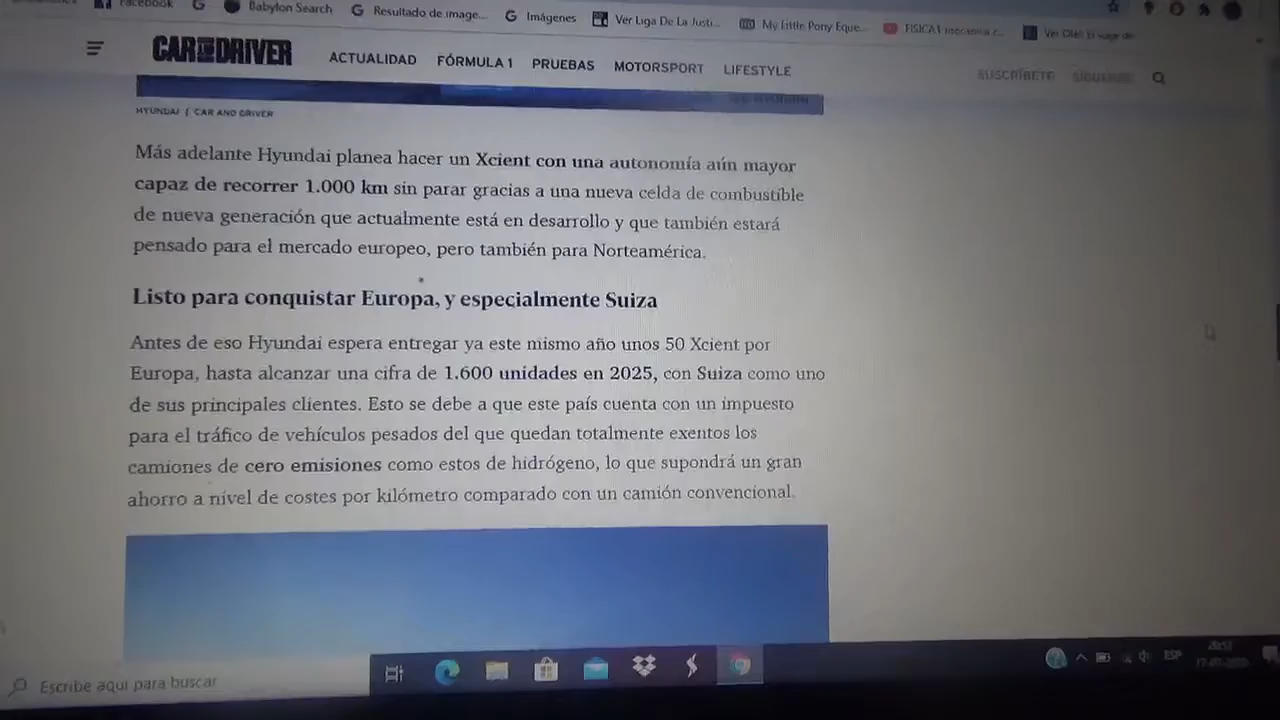 Facebook Babylon Search Resultado de image... Imágenes Ver Liga De La Justi... My Little Pony Eque... FISICA1
CAR AND DRIVER ACTUALIDAD FÓRMULA 1 PRUEBAS MOTORSPORT LIFESTYLE SUSCRÍBETE SÍGUENOS
HYUNDAI | CAR AND DRIVER
Más adelante Hyundai planea hacer un Xcient con una autonomía aún mayor
capaz de recorrer 1.000 km sin parar gracias a una nueva celda de combustible
de nueva generación que actualmente está en desarrollo y que también estará
pensado para el mercado europeo, pero también para Norteamérica.
Listo para conquistar Europa, y especialmente Suiza
Antes de eso Hyundai espera entregar ya este mismo año unos 50 Xcient por
Europa, hasta alcanzar una cifra de 1.600 unidades en 2025, con Suiza como uno
de sus principales clientes. Esto se debe a que este país cuenta con un impuesto
para el tráfico de vehículos pesados del que quedan totalmente exentos los
camiones de cero emisiones como estos de hidrógeno, lo que supondrá un gran
ahorro a nivel de costes por kilómetro comparado con un camión convencional.
Escribe aquí para buscar ESP